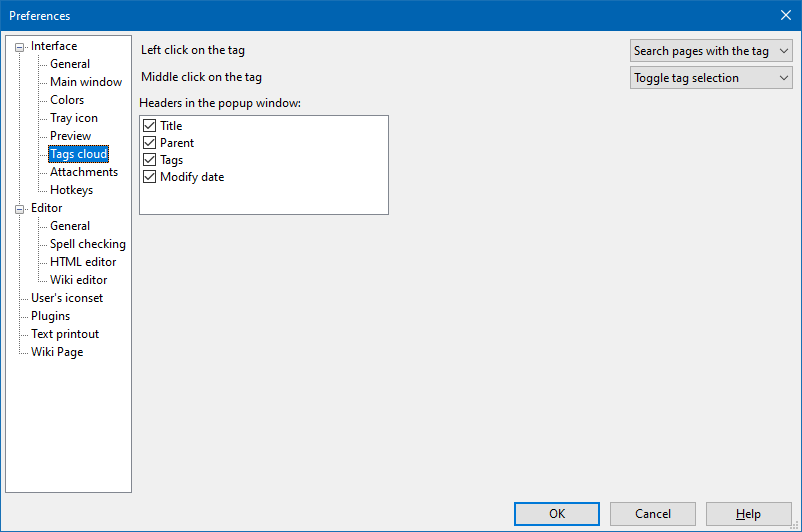 Preferences
Interface
General
Main window
Colors
Tray icon
Preview
Tags cloud
Attachments
Hotkeys
Editor
General
Spell checking
HTML editor
Wiki editor
User's iconset
Plugins
Text printout
Wiki Page
Left click on the tag
Search pages with the tag
Middle click on the tag
Toggle tag selection
Headers in the popup window:
Title
Parent
Tags
Modify date
OK
Cancel
Help